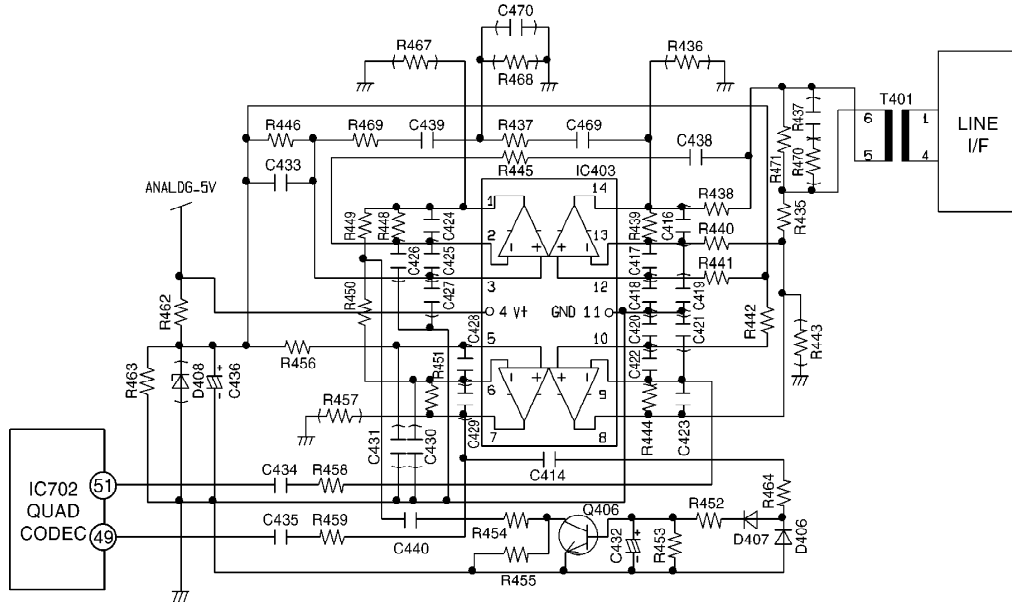 C470
R467
R468
R436
R446
R469
C439
R437
C469
C438
R445
IC403
C433
R471
R437
R470
T401
6
1
5
4
LINE
I/F
ANALDG_5V
1
14
R449
R448
C424
R439
C416
R438
R435
2
13
C426
C425
C417
R440
R441
3
12
R450
C427
C418
C419
R462
4 V+
GND 11
C428
C420
C421
R442
R443
5
10
R456
R463
D408
C436
R451
C422
6
9
R457
C431
C430
C429
R444
C423
7
8
IC702
QUAD
CODEC
51
49
C434
R458
C414
R464
C435
R459
C440
R454
Q406
R452
D407
D406
R455
C432
R453